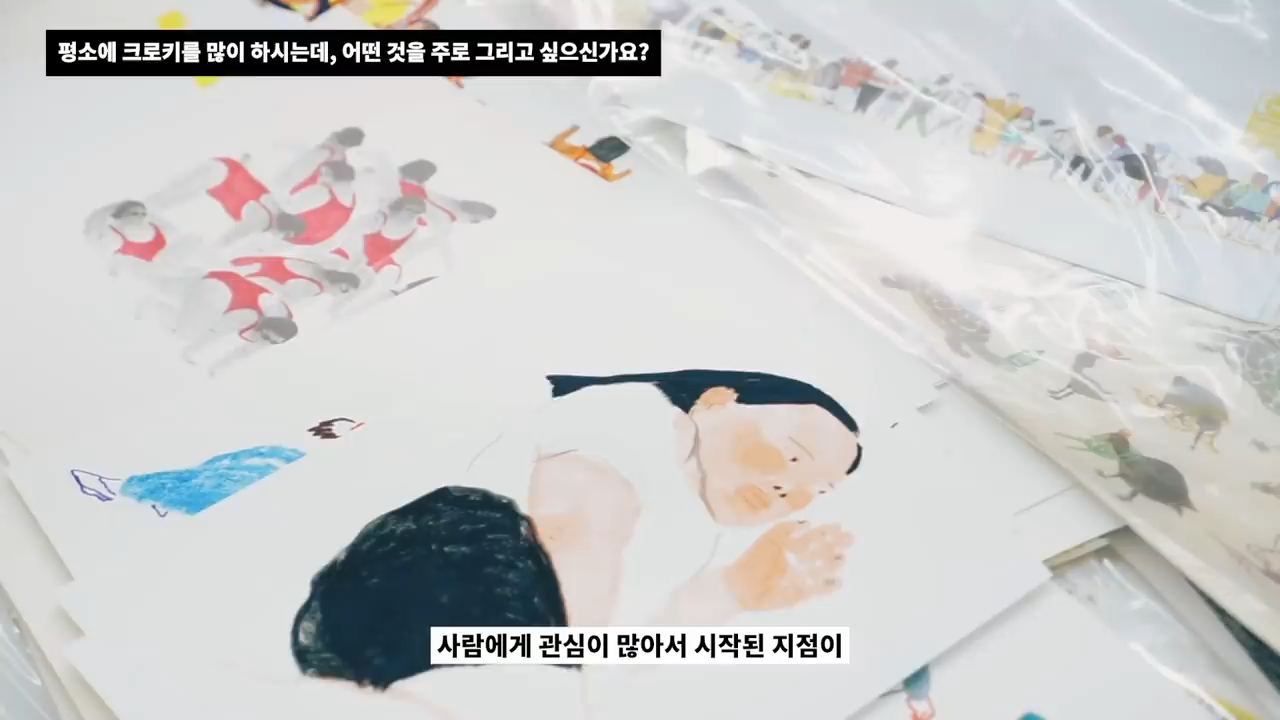 평소에 크로키를 많이 하시는데, 어떤 것을 주로 그리고 싶으신가요?
사람에게 관심이 많아서 시작된 지점이